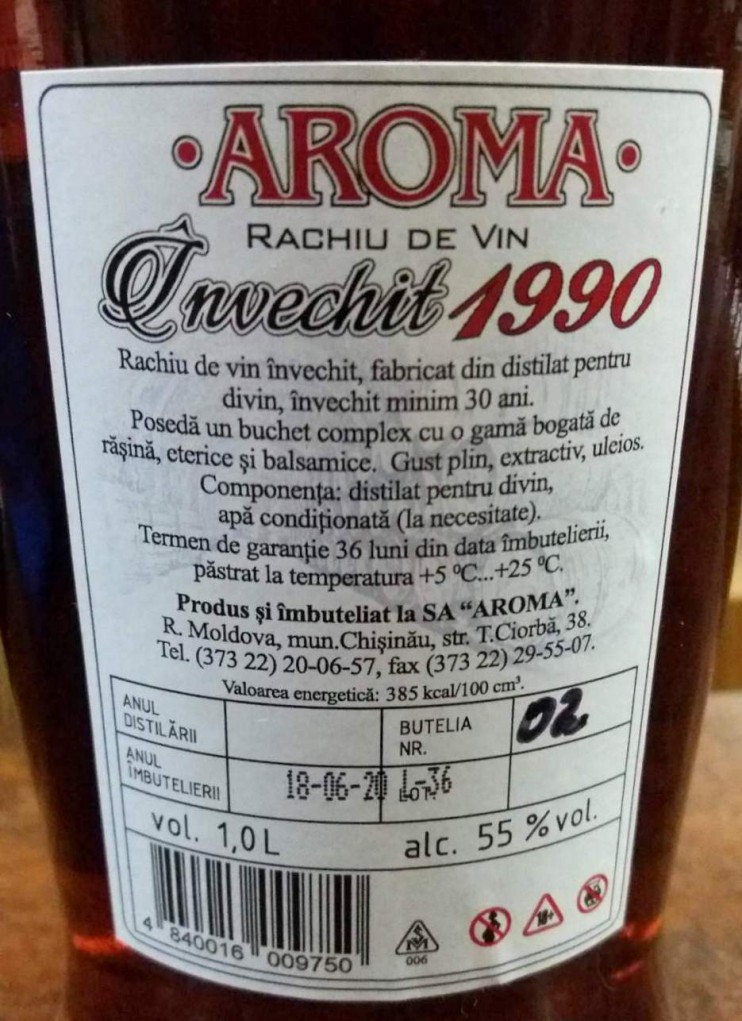 ·AROMA·
RACHIU DE VIN
Învechit 1990
Rachiu de vin învechit, fabricat din distilat pentru
divin, învechit minim 30 ani.
Posedă un buchet complex cu o gamă bogată de
rășină, eterice și balsamice. Gust plin, extractiv, uleios.
Componența: distilat pentru divin,
apă condiționată (la necesitate).
Termen de garanție 36 luni din data îmbutelierii,
păstrat la temperatura +5 ºC...+25 ºC.
Produs și îmbuteliat la SA “AROMA”.
R. Moldova, mun.Chișinău, str. T.Ciorbă, 38.
Tel. (373 22) 20-06-57, fax (373 22) 29-55-07.
Valoarea energetică: 385 kcal/100 cm³.
ANUL
DISTILĂRII
BUTELIA
NR.
02
ANUL
ÎMBUTELIERII
18-06-20 L-36
vol. 1,0 L
alc. 55 % vol.
4 840016 009750
006
18+